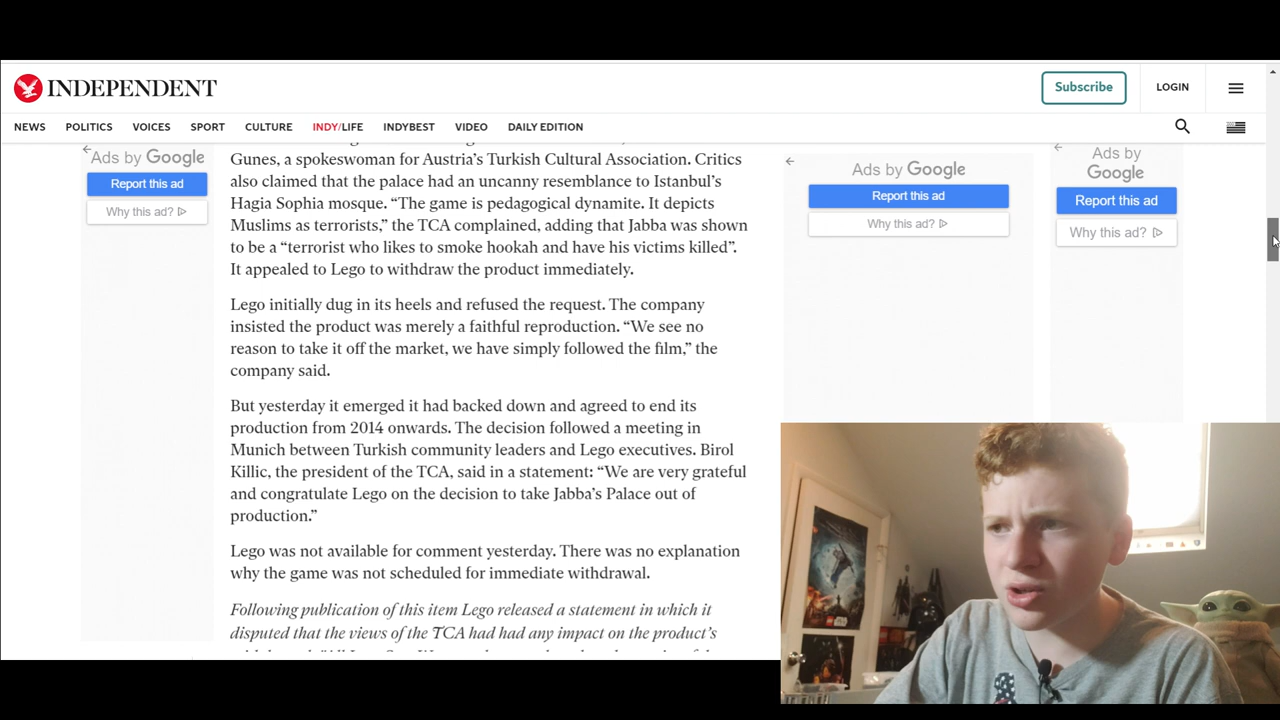 INDEPENDENT
Subscribe
LOGIN
NEWS
POLITICS
VOICES
SPORT
CULTURE
INDY/LIFE
INDYBEST
VIDEO
DAILY EDITION
Ads by Google
Report this ad
Why this ad?
Gunes, a spokeswoman for Austria’s Turkish Cultural Association. Critics
also claimed that the palace had an uncanny resemblance to Istanbul’s
Hagia Sophia mosque. “The game is pedagogical dynamite. It depicts
Muslims as terrorists,” the TCA complained, adding that Jabba was shown
to be a “terrorist who likes to smoke hookah and have his victims killed”.
It appealed to Lego to withdraw the product immediately.
Lego initially dug in its heels and refused the request. The company
insisted the product was merely a faithful reproduction. “We see no
reason to take it off the market, we have simply followed the film,” the
company said.
But yesterday it emerged it had backed down and agreed to end its
production from 2014 onwards. The decision followed a meeting in
Munich between Turkish community leaders and Lego executives. Birol
Killic, the president of the TCA, said in a statement: “We are very grateful
and congratulate Lego on the decision to take Jabba’s Palace out of
production.”
Lego was not available for comment yesterday. There was no explanation
why the game was not scheduled for immediate withdrawal.
Following publication of this item Lego released a statement in which it
disputed that the views of the TCA had had any impact on the product’s
Ads by Google
Report this ad
Why this ad?
Ads by
Google
Report this ad
Why this ad?